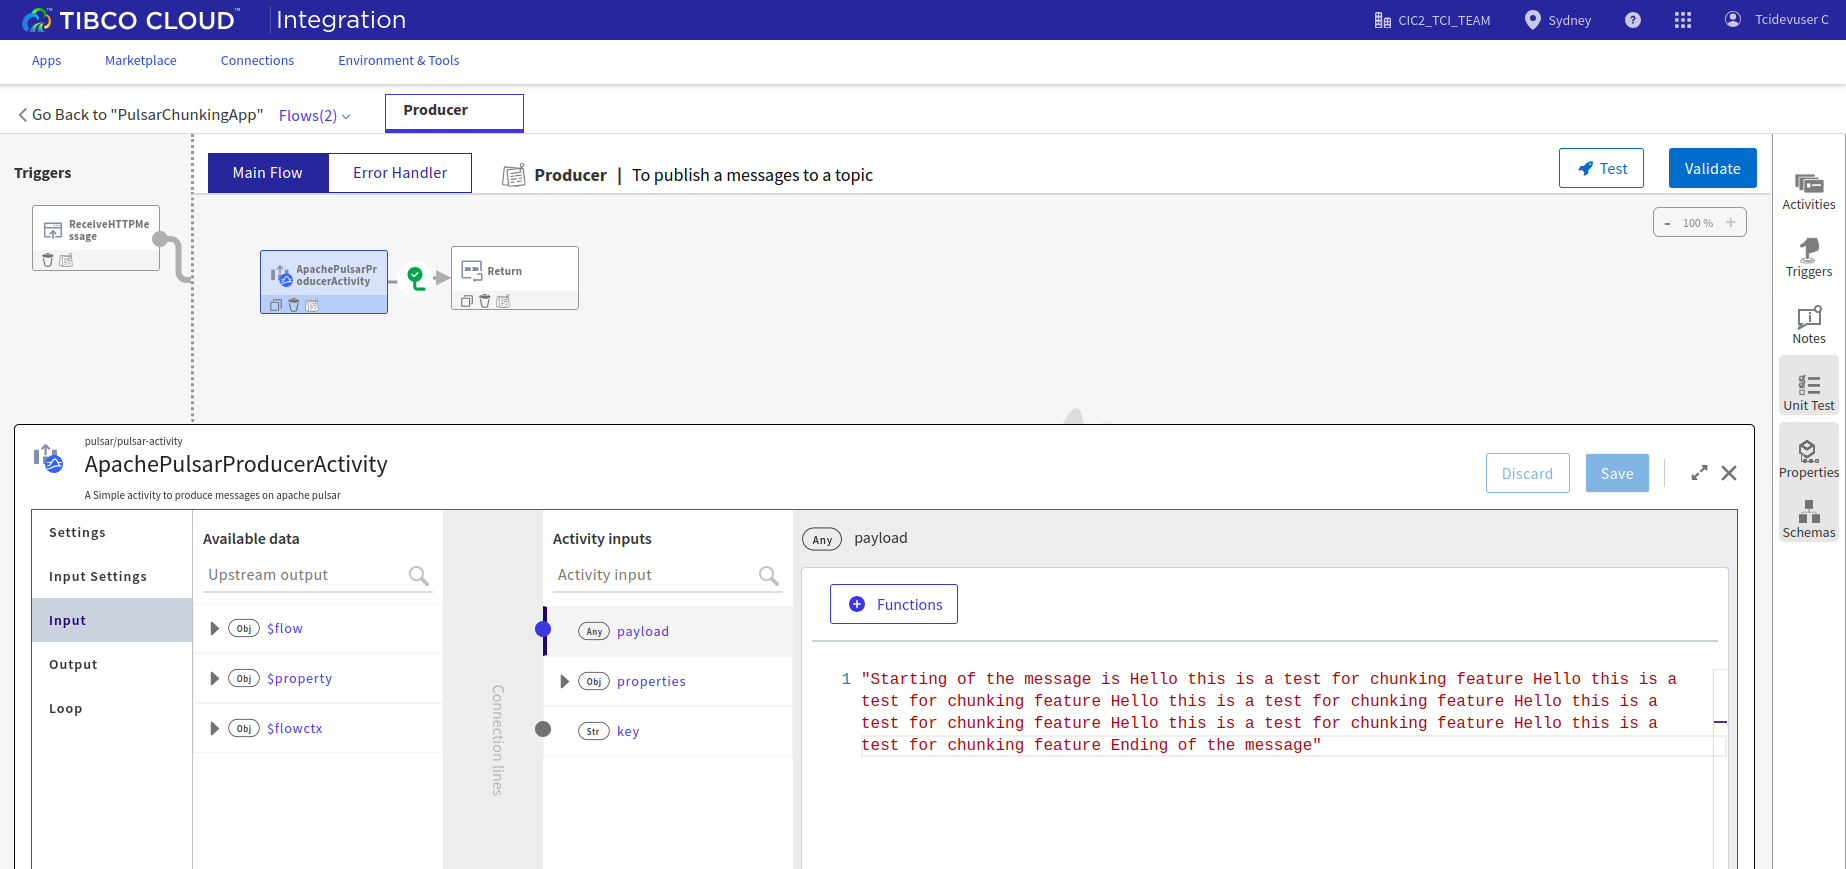 TIBCO CLOUD™ Integration
CIC2_TCI_TEAM
Sydney
?
Tcidevuser C
Apps
Marketplace
Connections
Environment & Tools
Go Back to "PulsarChunkingApp"
Flows(2)
Producer
Triggers
Main Flow
Error Handler
Producer | To publish a messages to a topic
Test
Validate
ReceiveHTTPMe
ssage
ApachePulsarPr
oducerActivity
Return
- 100 % +
Activities
Triggers
Notes
Unit Test
Properties
Schemas
pulsar/pulsar-activity
ApachePulsarProducerActivity
A Simple activity to produce messages on apache pulsar
Discard
Save
Settings
Input Settings
Input
Output
Loop
Available data
Upstream output
Obj $flow
Obj $property
Obj $flowctx
Connection lines
Activity inputs
Activity input
Any payload
Obj properties
Str key
Any payload
Functions
1 "Starting of the message is Hello this is a test for chunking feature Hello this is a
test for chunking feature Hello this is a test for chunking feature Hello this is a
test for chunking feature Hello this is a test for chunking feature Hello this is a
test for chunking feature Ending of the message"